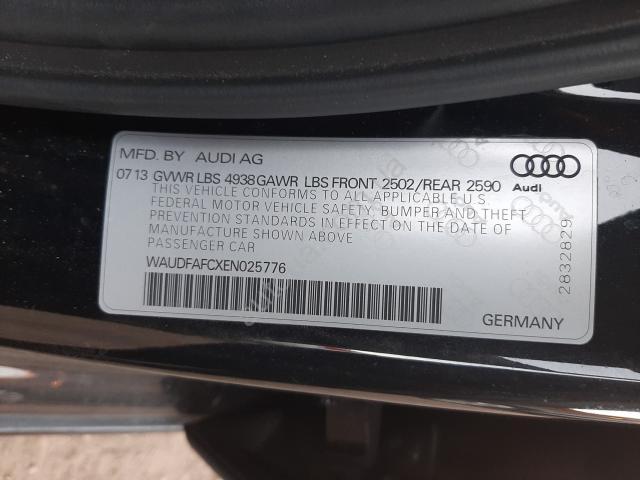 MFD. BY AUDI AG
07 13 GVWR LBS 4938 GAWR LBS FRONT 2502/REAR 2590
Audi
THIS VEHICLE CONFORMS TO ALL APPLICABLE U.S.
FEDERAL MOTOR VEHICLE SAFETY, BUMPER AND THEFT
PREVENTION STANDARDS IN EFFECT ON THE DATE OF
MANUFACTURE SHOWN ABOVE
PASSENGER CAR
WAUDFAFCXEN025776
2832829
GERMANY